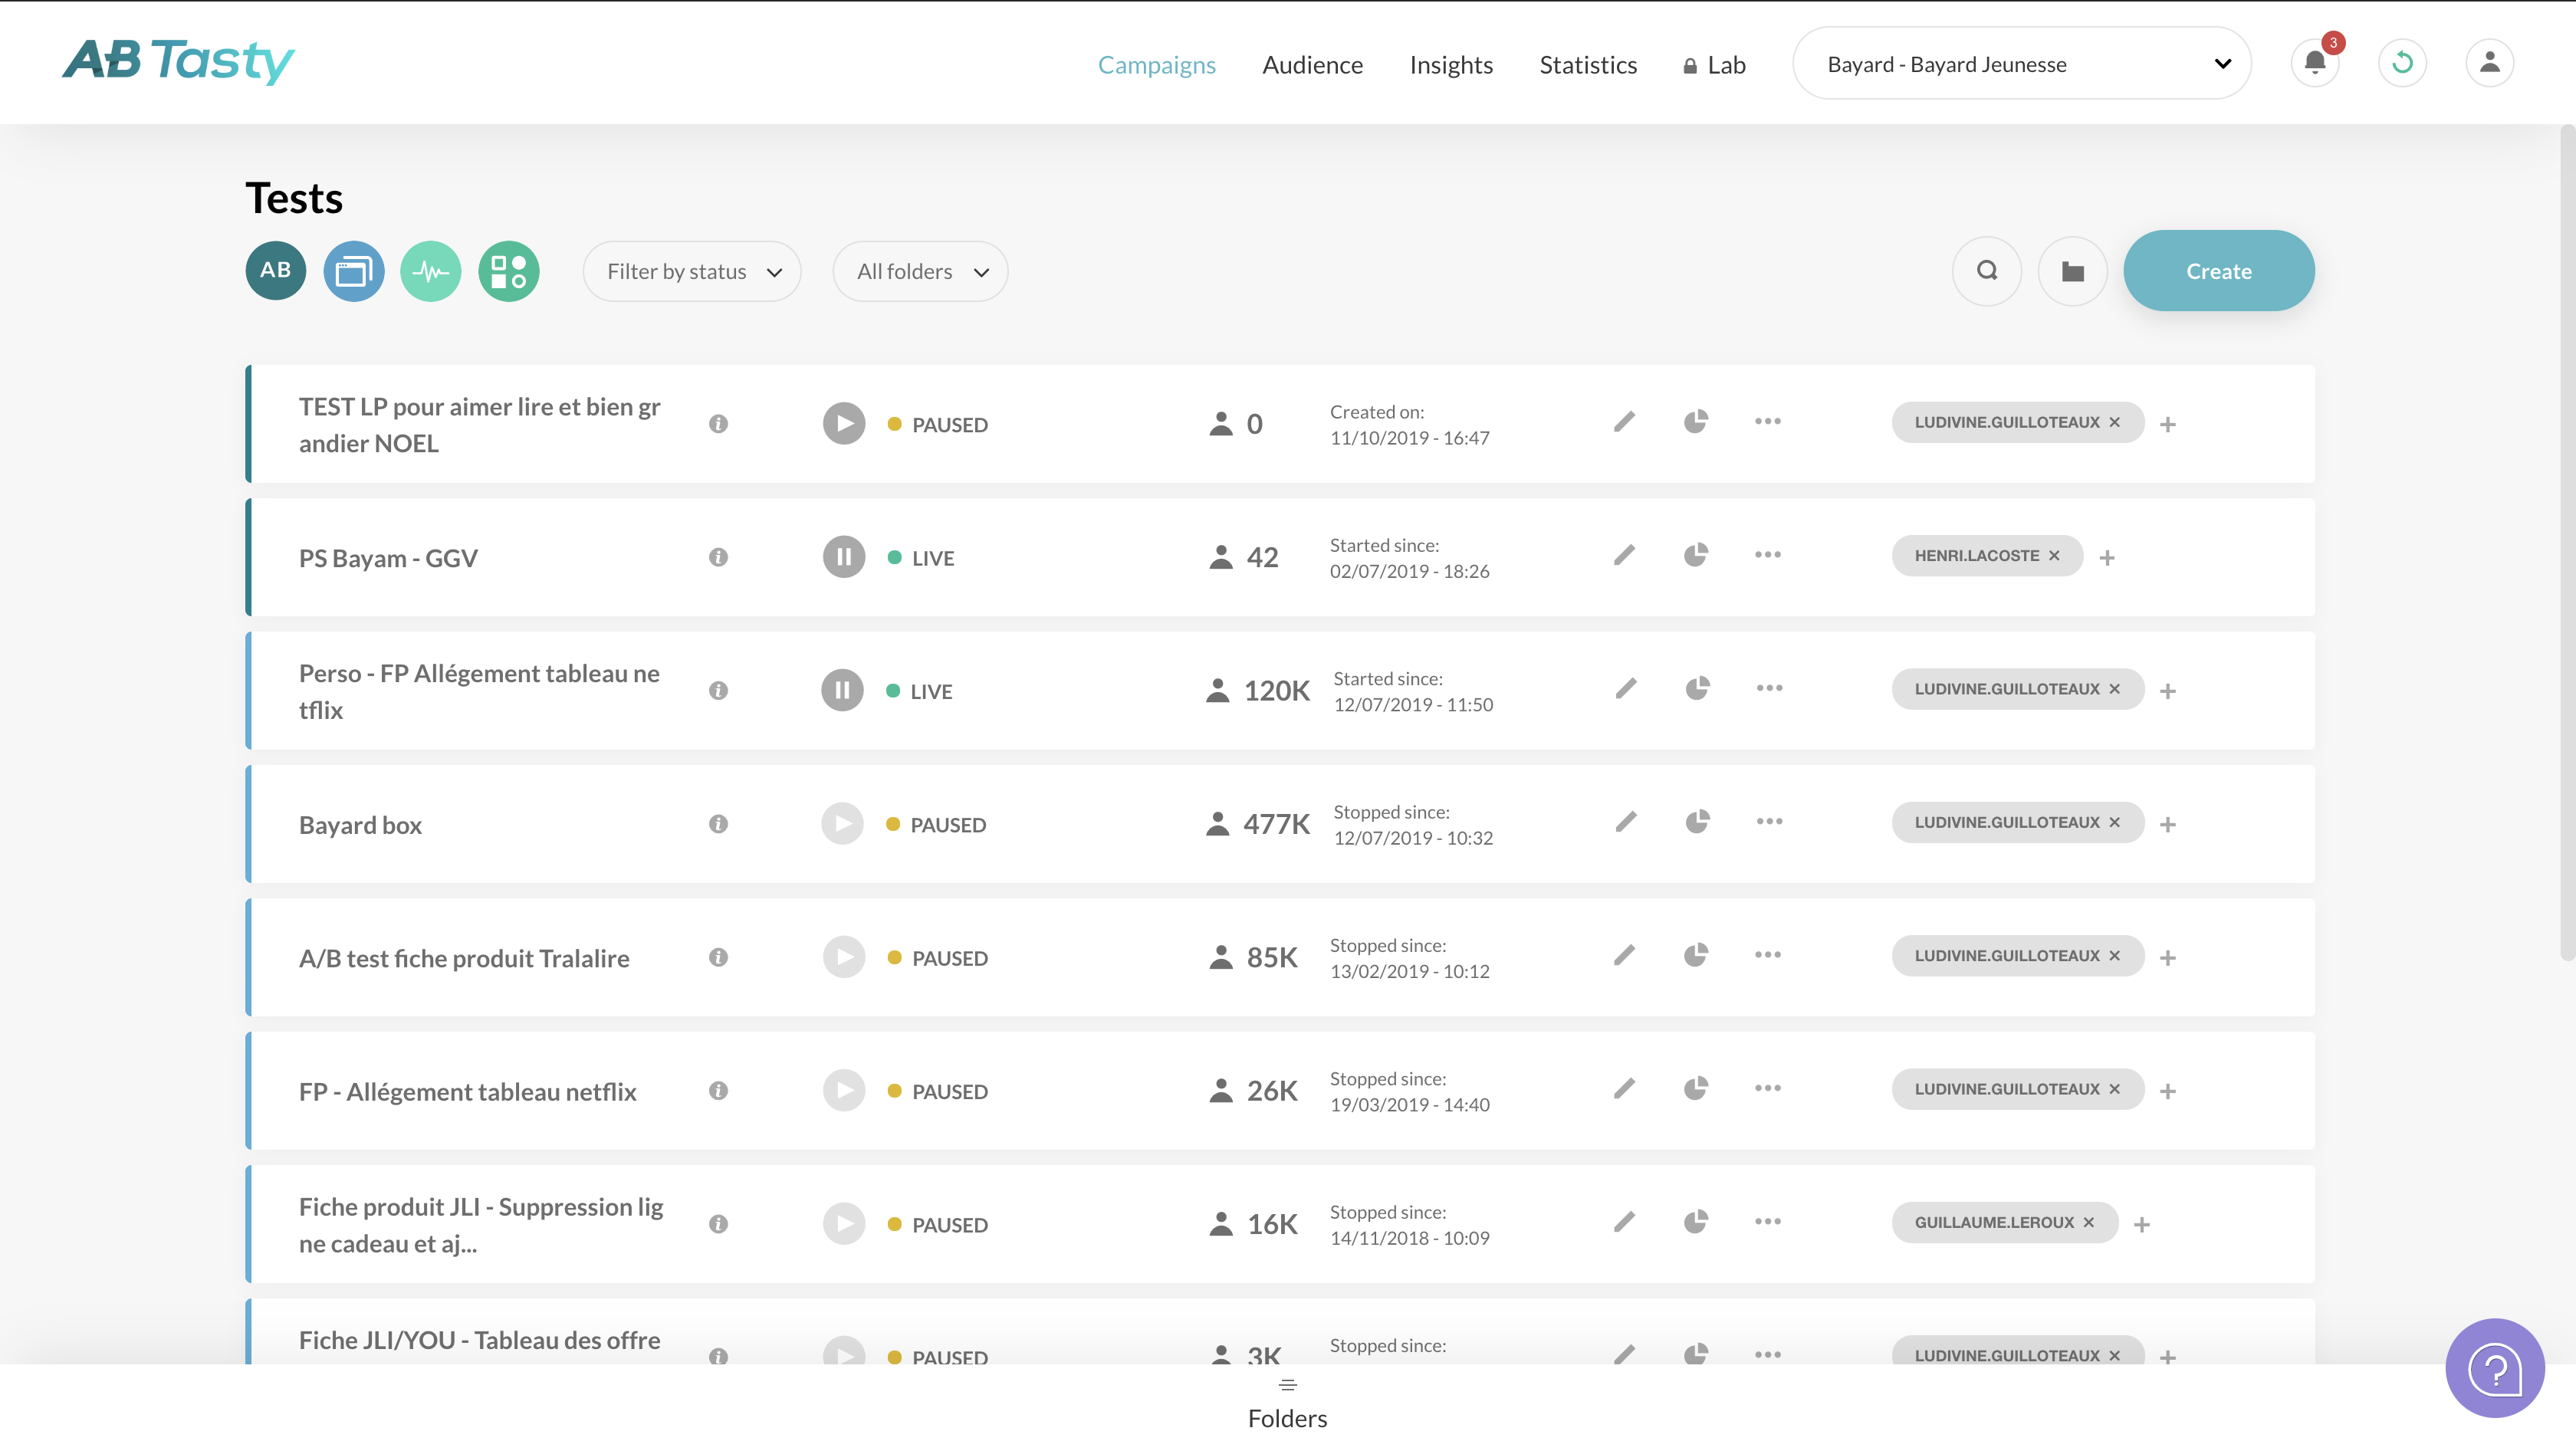 AB Tasty
Campaigns Audience Insights Statistics Lab Bayard - Bayard Jeunesse 3
Tests
AB Filter by status All folders Create
TEST LP pour aimer lire et bien gr
andier NOEL
PAUSED 0
Created on:
11/10/2019 - 16:47
LUDIVINE.GUILLOTEAUX × +
PS Bayam - GGV
LIVE 42
Started since:
02/07/2019 - 18:26
HENRI.LACOSTE × +
Perso - FP Allégement tableau ne
tflix
LIVE 120K
Started since:
12/07/2019 - 11:50
LUDIVINE.GUILLOTEAUX × +
Bayard box
PAUSED 477K
Stopped since:
12/07/2019 - 10:32
LUDIVINE.GUILLOTEAUX × +
A/B test fiche produit Tralalire
PAUSED 85K
Stopped since:
13/02/2019 - 10:12
LUDIVINE.GUILLOTEAUX × +
FP - Allégement tableau netflix
PAUSED 26K
Stopped since:
19/03/2019 - 14:40
LUDIVINE.GUILLOTEAUX × +
Fiche produit JLI - Suppression lig
ne cadeau et aj...
PAUSED 16K
Stopped since:
14/11/2018 - 10:09
GUILLAUME.LEROUX × +
Fiche JLI/YOU - Tableau des offre
PAUSED 3K
Stopped since:
LUDIVINE.GUILLOTEAUX × +
Folders